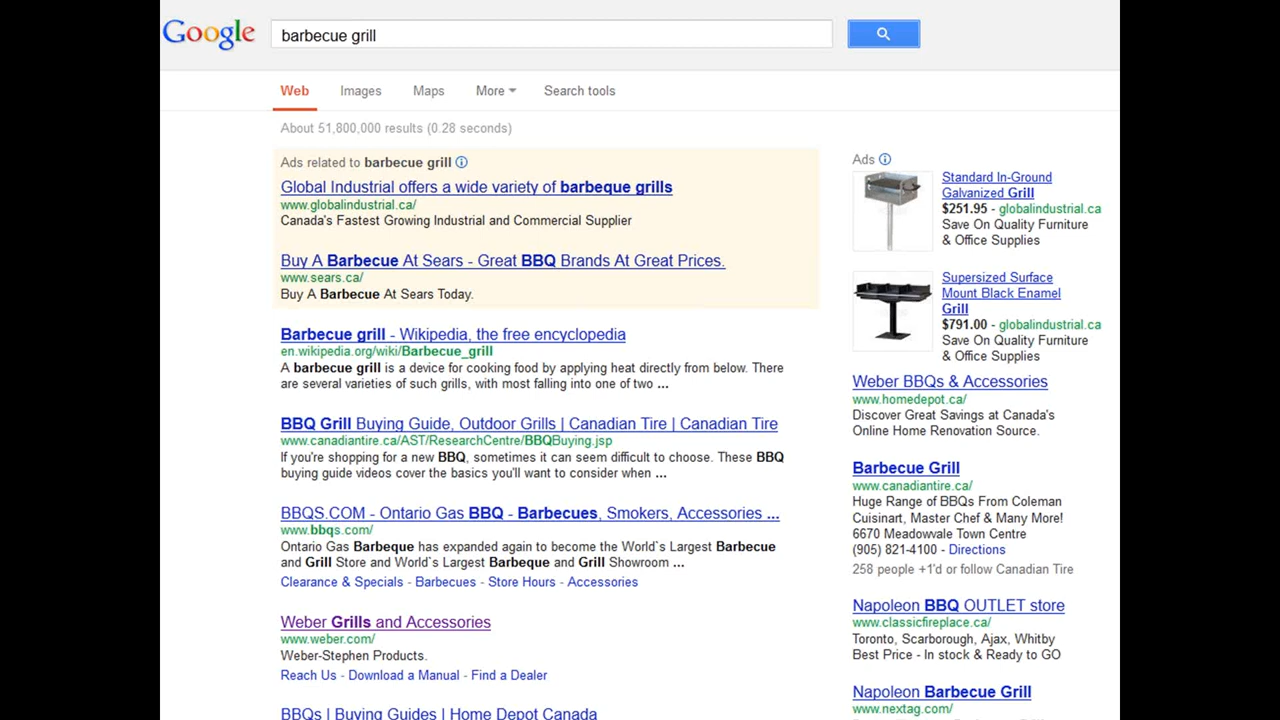 Google
barbecue grill
Web Images Maps More Search tools
About 51,800,000 results (0.28 seconds)
Ads related to barbecue grill
Global Industrial offers a wide variety of barbeque grills
www.globalindustrial.ca/
Canada's Fastest Growing Industrial and Commercial Supplier
Buy A Barbecue At Sears - Great BBQ Brands At Great Prices.
www.sears.ca/
Buy A Barbecue At Sears Today.
Barbecue grill - Wikipedia, the free encyclopedia
en.wikipedia.org/wiki/Barbecue_grill
A barbecue grill is a device for cooking food by applying heat directly from below. There
are several varieties of such grills, with most falling into one of two ...
BBQ Grill Buying Guide, Outdoor Grills | Canadian Tire | Canadian Tire
www.canadiantire.ca/AST/ResearchCentre/BBQBuying.jsp
If you're shopping for a new BBQ, sometimes it can seem difficult to choose. These BBQ
buying guide videos cover the basics you'll want to consider when ...
BBQS.COM - Ontario Gas BBQ - Barbecues, Smokers, Accessories ...
www.bbqs.com/
Ontario Gas Barbeque has expanded again to become the World`s Largest Barbecue
and Grill Store and World`s Largest Barbeque and Grill Showroom ...
Clearance & Specials - Barbecues - Store Hours - Accessories
Weber Grills and Accessories
www.weber.com/
Weber-Stephen Products.
Reach Us - Download a Manual - Find a Dealer
BBQs | Buying Guides | Home Depot Canada
Ads
Standard In-Ground
Galvanized Grill
$251.95 - globalindustrial.ca
Save On Quality Furniture
& Office Supplies
Supersized Surface
Mount Black Enamel
Grill
$791.00 - globalindustrial.ca
Save On Quality Furniture
& Office Supplies
Weber BBQs & Accessories
www.homedepot.ca/
Discover Great Savings at Canada's
Online Home Renovation Source.
Barbecue Grill
www.canadiantire.ca/
Huge Range of BBQs From Coleman
Cuisinart, Master Chef & Many More!
6670 Meadowvale Town Centre
(905) 821-4100 - Directions
258 people +1'd or follow Canadian Tire
Napoleon BBQ OUTLET store
www.classicfireplace.ca/
Toronto, Scarborough, Ajax, Whitby
Best Price - In stock & Ready to GO
Napoleon Barbecue Grill
www.nextag.com/